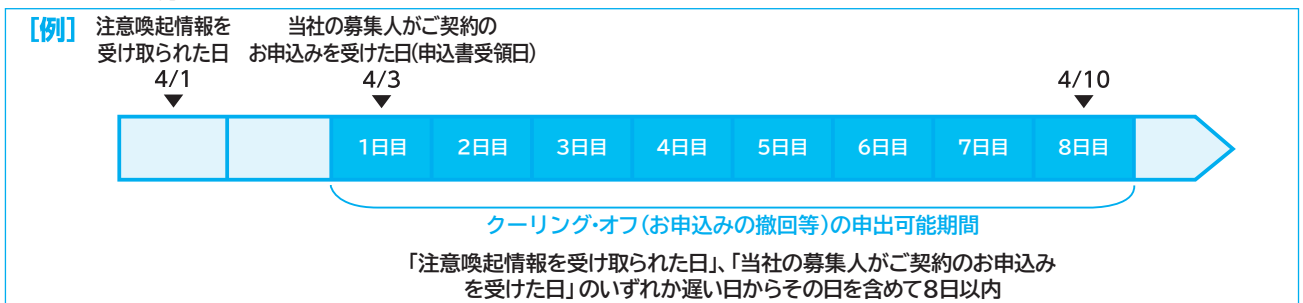 [例]
注意喚起情報を
受け取られた日
4/1
当社の募集人がご契約の
お申込みを受けた日(申込書受領日)
4/3
4/10
1日目 2日目 3日目 4日目 5日目 6日目 7日目 8日目
クーリング・オフ(お申込みの撤回等)の申出可能期間
「注意喚起情報を受け取られた日」、「当社の募集人がご契約のお申込み
を受けた日」のいずれか遅い日からその日を含めて8日以内